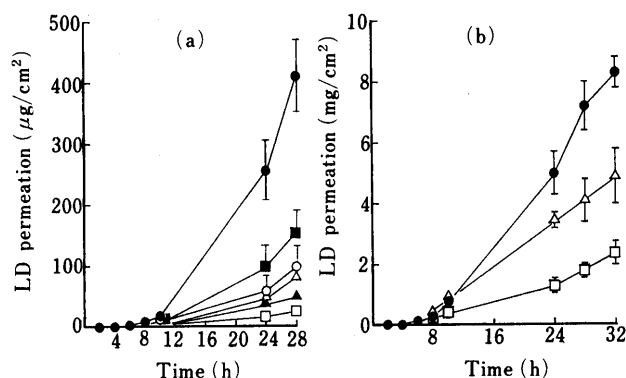 (a)
LD permeation (μg/cm²)
500
400
300
200
100
0
4 8 12 16 20 24 28
Time (h)
(b)
LD permeation (mg/cm²)
10
8
6
4
2
0
8 16 24 32
Time (h)